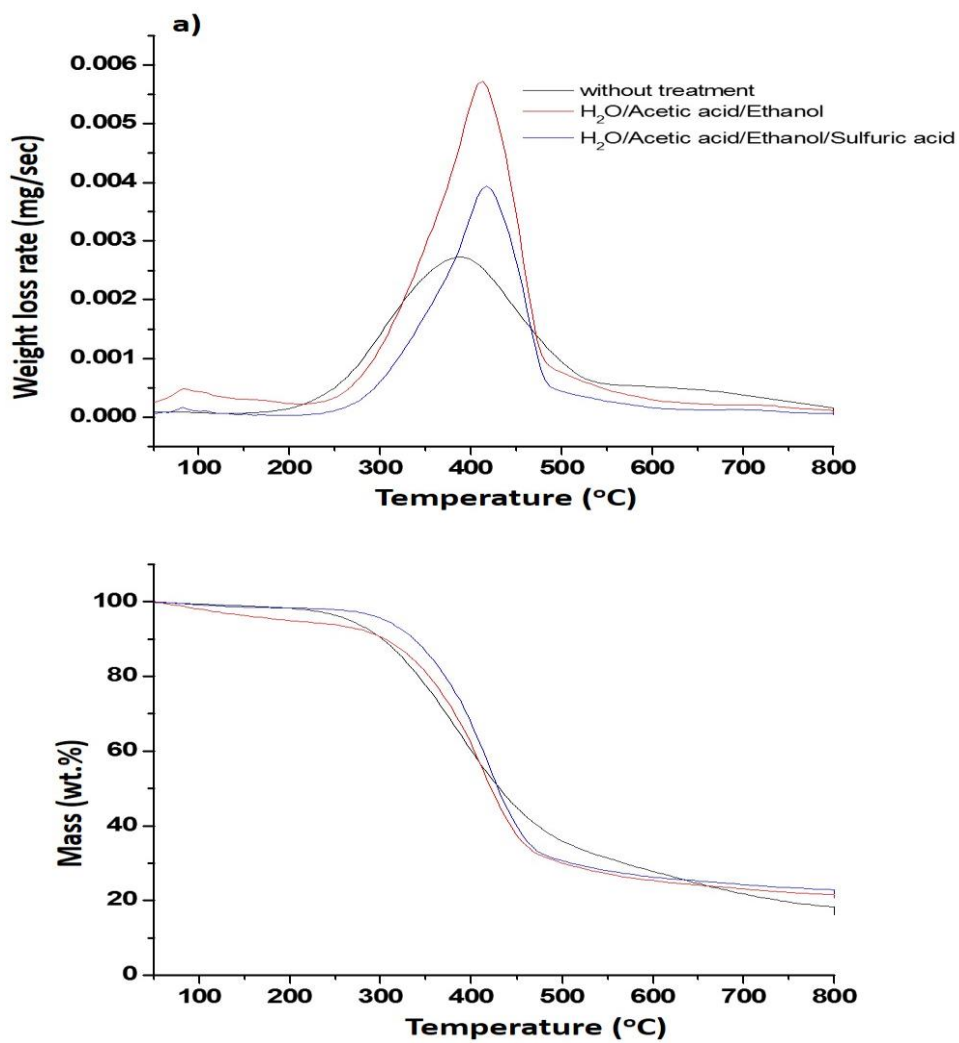 a)
0.006
0.005
0.004
0.003
0.002
0.001
0.000
Weight loss rate (mg/sec)
without treatment
H₂O/Acetic acid/Ethanol
H₂O/Acetic acid/Ethanol/Sulfuric acid
100 200 300 400 500 600 700 800
Temperature (°C)
100
80
60
40
20
0
Mass (wt.%)
100 200 300 400 500 600 700 800
Temperature (°C)